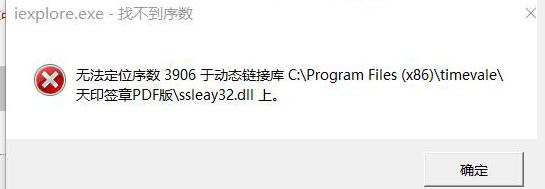 iexplore.exe - 找不到序数
无法定位序数 3906 于动态链接库 C:\Program Files (x86)\timevale\
天印签章PDF版\ssleay32.dll 上。
确定